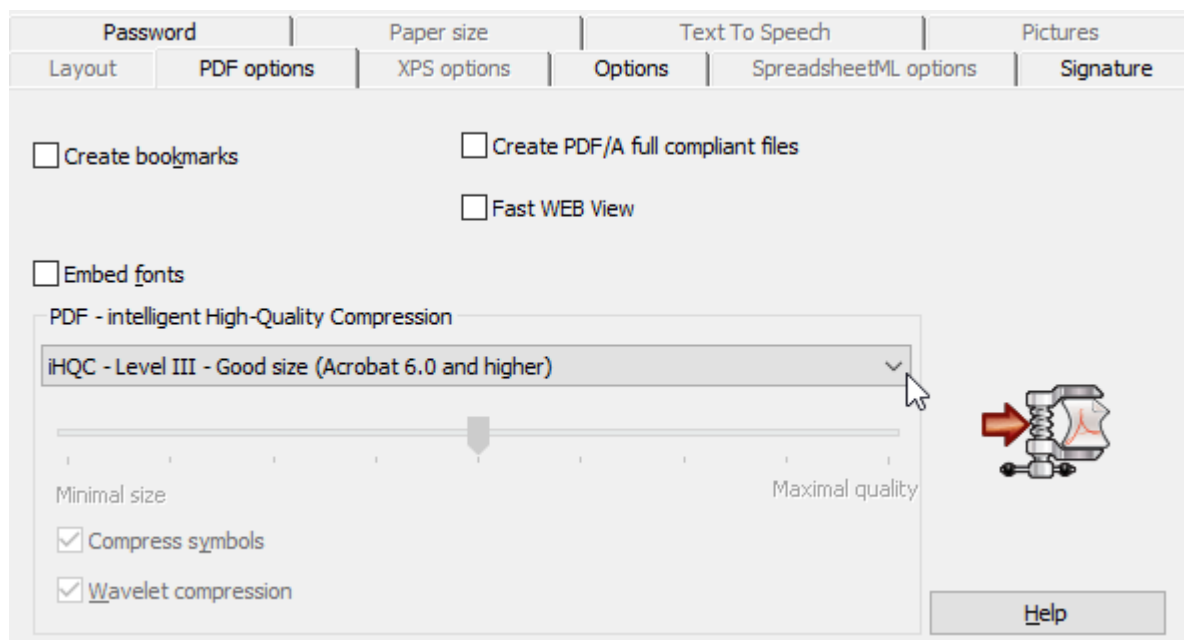 Password Paper size Text To Speech Pictures
Layout PDF options XPS options Options SpreadsheetML options Signature
Create bookmarks
Create PDF/A full compliant files
Fast WEB View
Embed fonts
PDF - intelligent High-Quality Compression
iHQC - Level III - Good size (Acrobat 6.0 and higher)
Minimal size Maximal quality
Compress symbols
Wavelet compression
Help